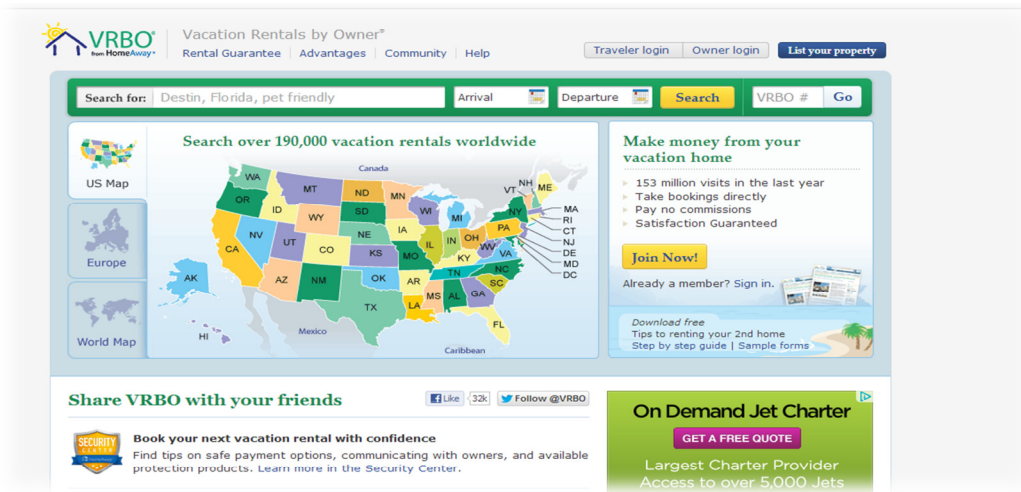 VRBO®
from HomeAway®
Vacation Rentals by Owner®
Rental Guarantee | Advantages | Community | Help
Traveler login
Owner login
List your property
Search for: Destin, Florida, pet friendly
Arrival
Departure
Search
VRBO #
Go
US Map
Europe
World Map
Search over 190,000 vacation rentals worldwide
Canada
WA
MT
ND
MN
VT
NH
ME
OR
ID
WY
SD
WI
MI
NY
MA
RI
CT
NV
UT
CO
NE
IA
IL
IN
OH
PA
NJ
DE
MD
DC
CA
KS
MO
KY
WV
VA
AZ
NM
OK
AR
TN
NC
SC
AK
TX
LA
MS
AL
GA
FL
HI
Mexico
Caribbean
Make money from your
vacation home
153 million visits in the last year
Take bookings directly
Pay no commissions
Satisfaction Guaranteed
Join Now!
Already a member? Sign in.
Download free
Tips to renting your 2nd home
Step by step guide | Sample forms
Share VRBO with your friends
Like
32k
Follow @VRBO
SECURITY
CENTER
Book your next vacation rental with confidence
Find tips on safe payment options, communicating with owners, and available
protection products. Learn more in the Security Center.
On Demand Jet Charter
GET A FREE QUOTE
Largest Charter Provider
Access to over 5,000 Jets